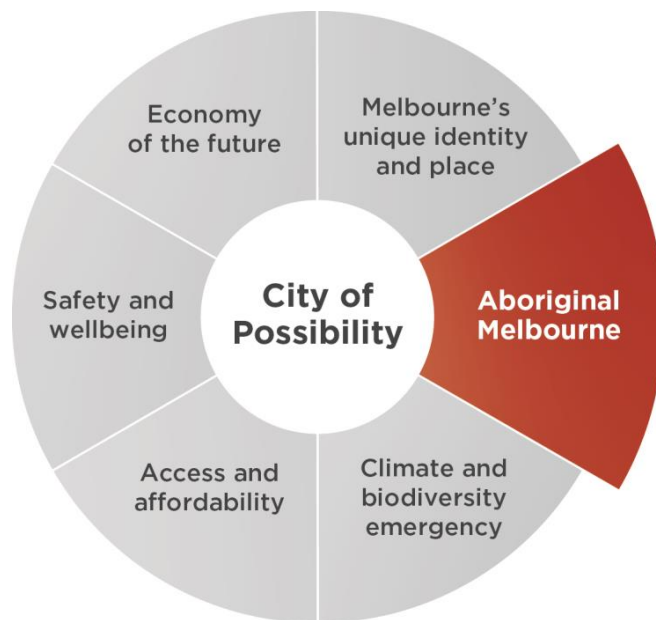 Economy
of the future
Melbourne's
unique identity
and place
Safety and
wellbeing
City of
Possibility
Aboriginal
Melbourne
Access and
affordability
Climate and
biodiversity
emergency